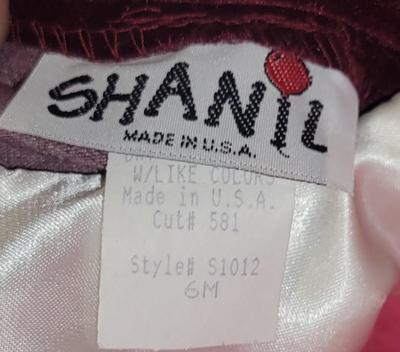 SHANIL
MADE IN U.S.A.
W/LIKE COLORS
Made in U.S.A.
Cut# 581
Style# S1012
6M